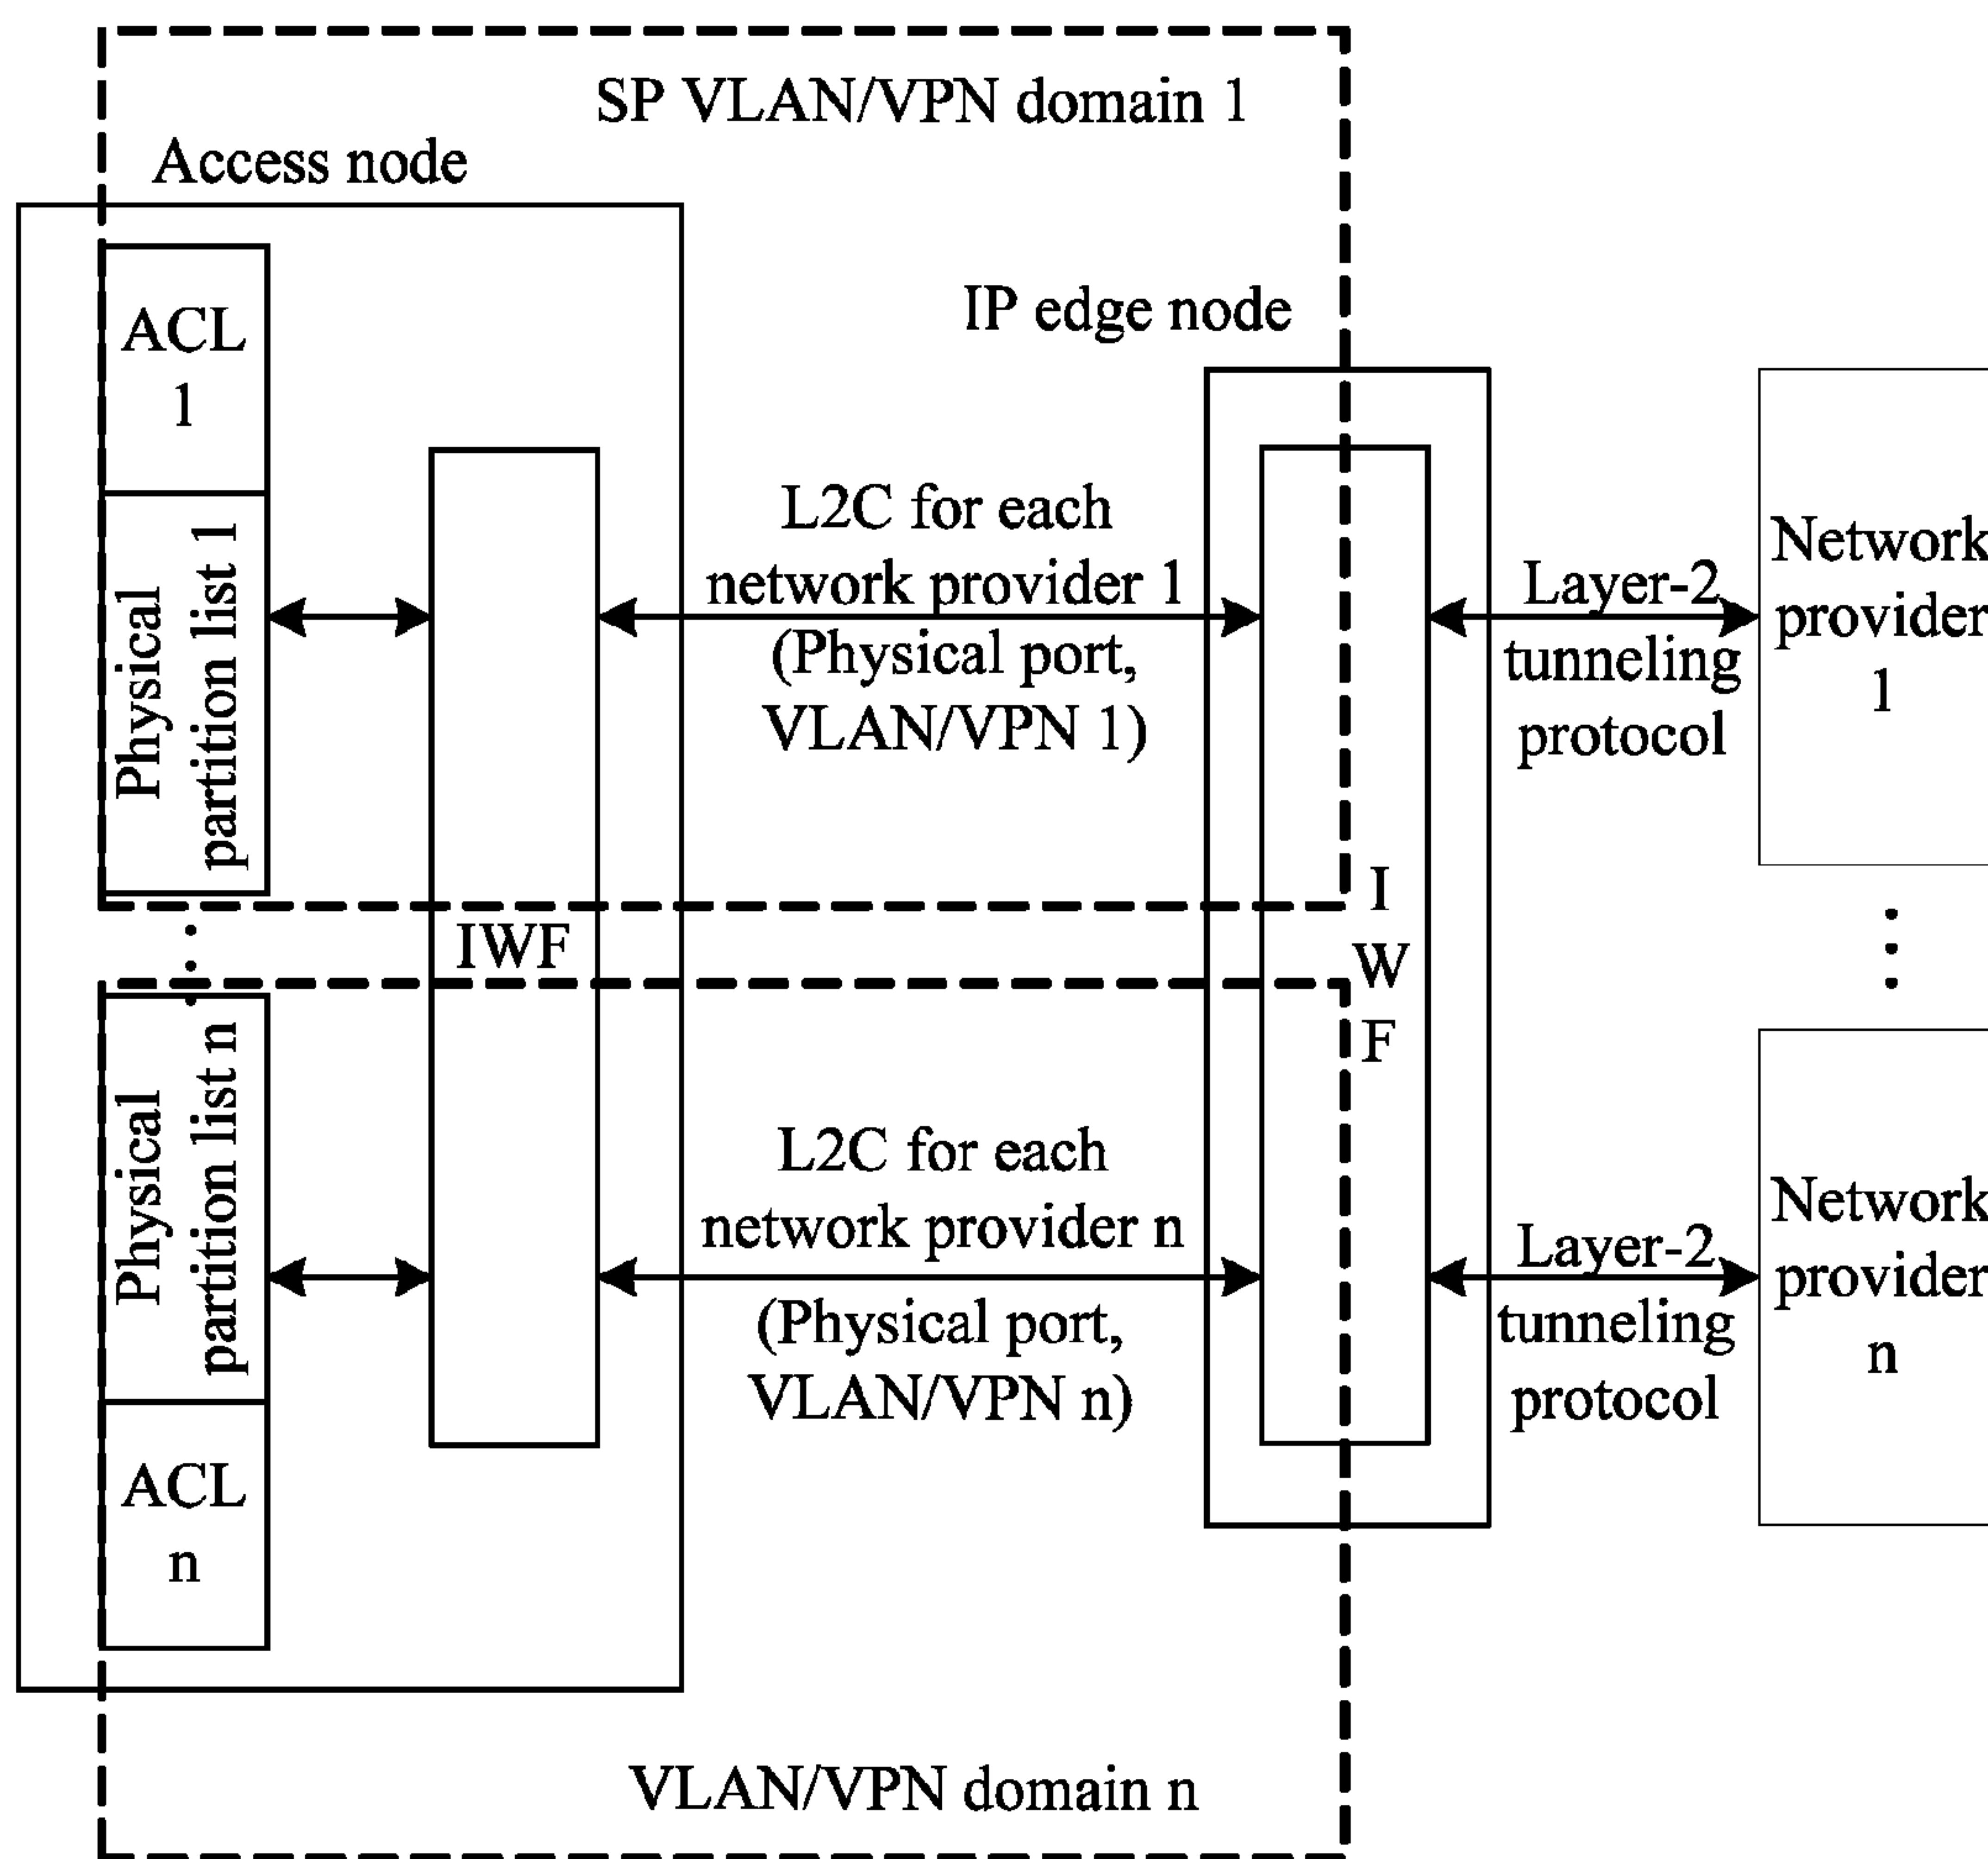 SP VLAN/VPN domain 1
Access node
IP edge node
ACL
1
Physical
partition list 1
L2C for each
network provider 1
(Physical port,
VLAN/VPN 1)
Layer-2
tunneling
protocol
Network
provider
1
IWF
I
W
F
Physical
partition list n
ACL
n
L2C for each
network provider n
(Physical port,
VLAN/VPN n)
Layer-2
tunneling
protocol
Network
provider
n
VLAN/VPN domain n